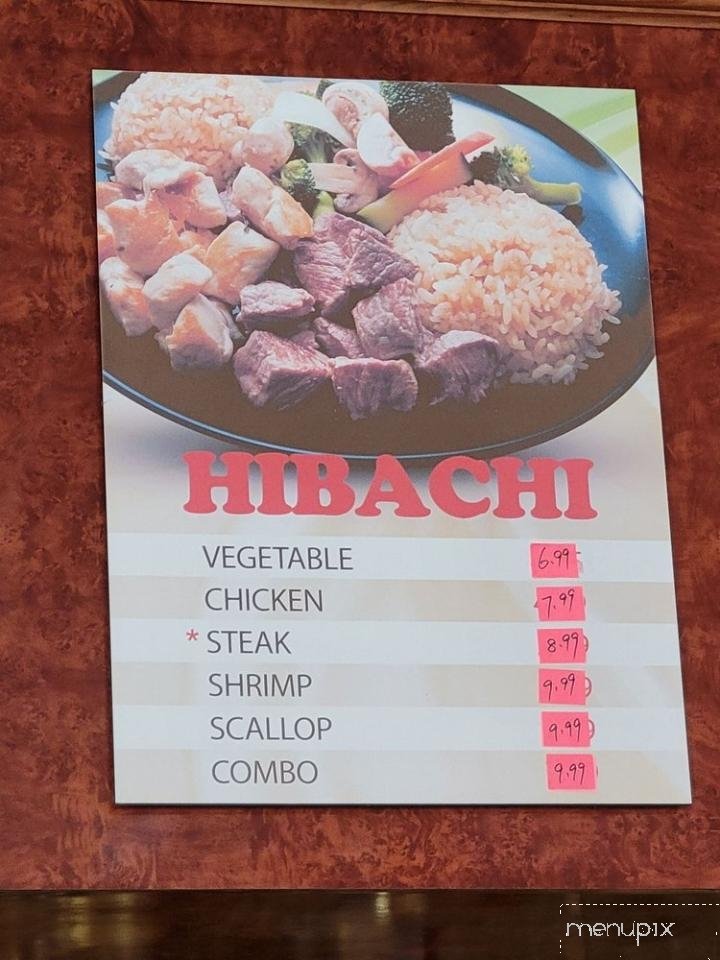 HIBACHI
VEGETABLE 6.99
CHICKEN 7.99
* STEAK 8.99
SHRIMP 9.99
SCALLOP 9.99
COMBO 9.99
menupix